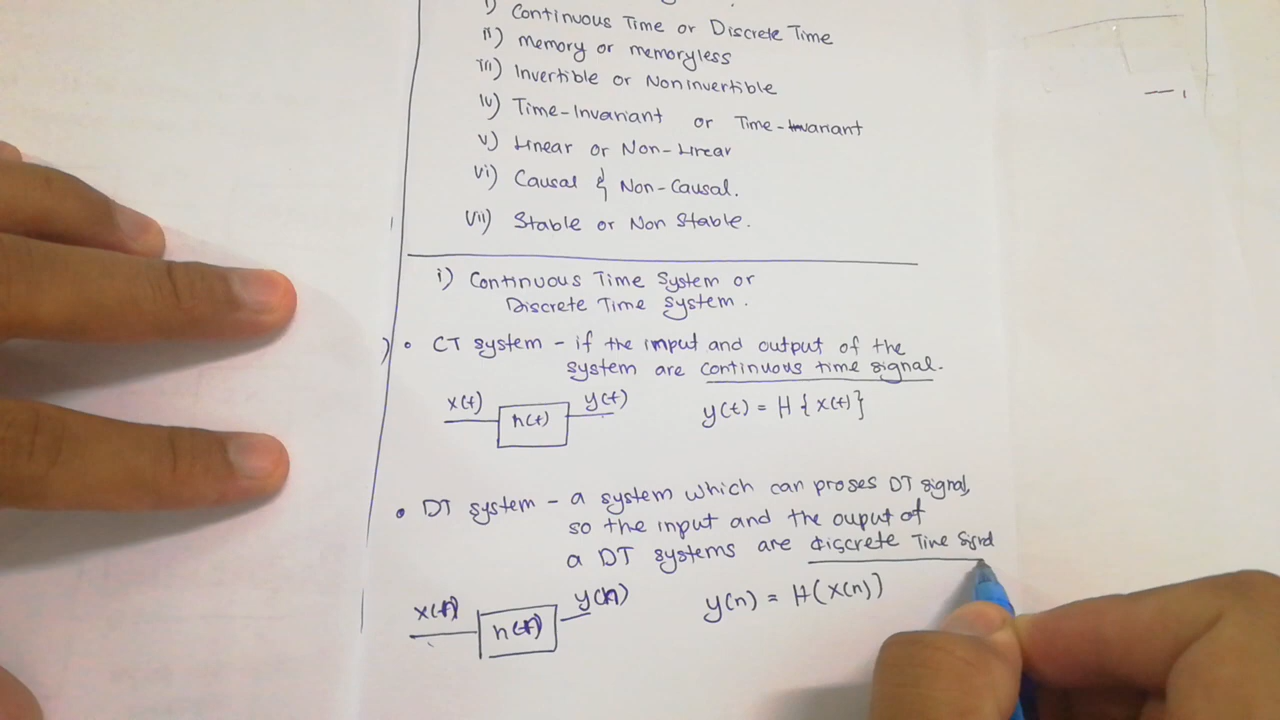 i) Continuous Time or Discrete Time
ii) Memory or memoryless
iii) Invertible or Noninvertible
iv) Time-Invariant or Time-variant
v) Linear or Non-Linear
vi) Causal & Non-Causal.
vii) Stable or Non Stable.
i) Continuous Time System or
Discrete Time System.
• CT system - if the input and output of the
system are continuous time signal.
x(t) h(t) y(t) y(t) = H{x(t)}
• DT system - a system which can proses DT signal,
so the input and the ouput of
a DT systems are discrete Time Signal
x(n) h(n) y(n) y(n) = H(x(n))